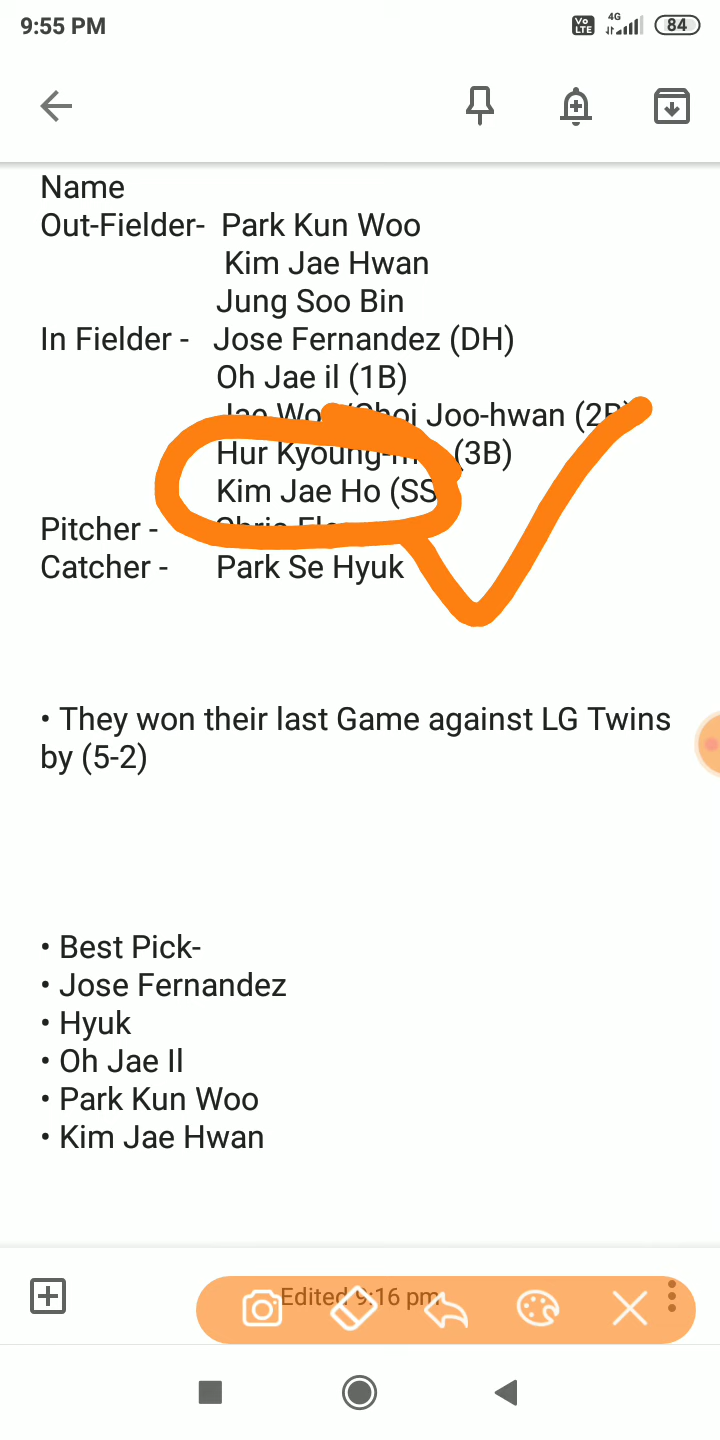 9:55 PM
Vo LTE 4G 84
Name
Out-Fielder- Park Kun Woo
Kim Jae Hwan
Jung Soo Bin
In Fielder - Jose Fernandez (DH)
Oh Jae il (1B)
Joo-hwan (2B)
Hur (3B)
Kim Jae Ho (SS
Pitcher -
Catcher - Park Se Hyuk
• They won their last Game against LG Twins
by (5-2)
• Best Pick-
• Jose Fernandez
• Hyuk
• Oh Jae Il
• Park Kun Woo
• Kim Jae Hwan
Edited 9:16 pm